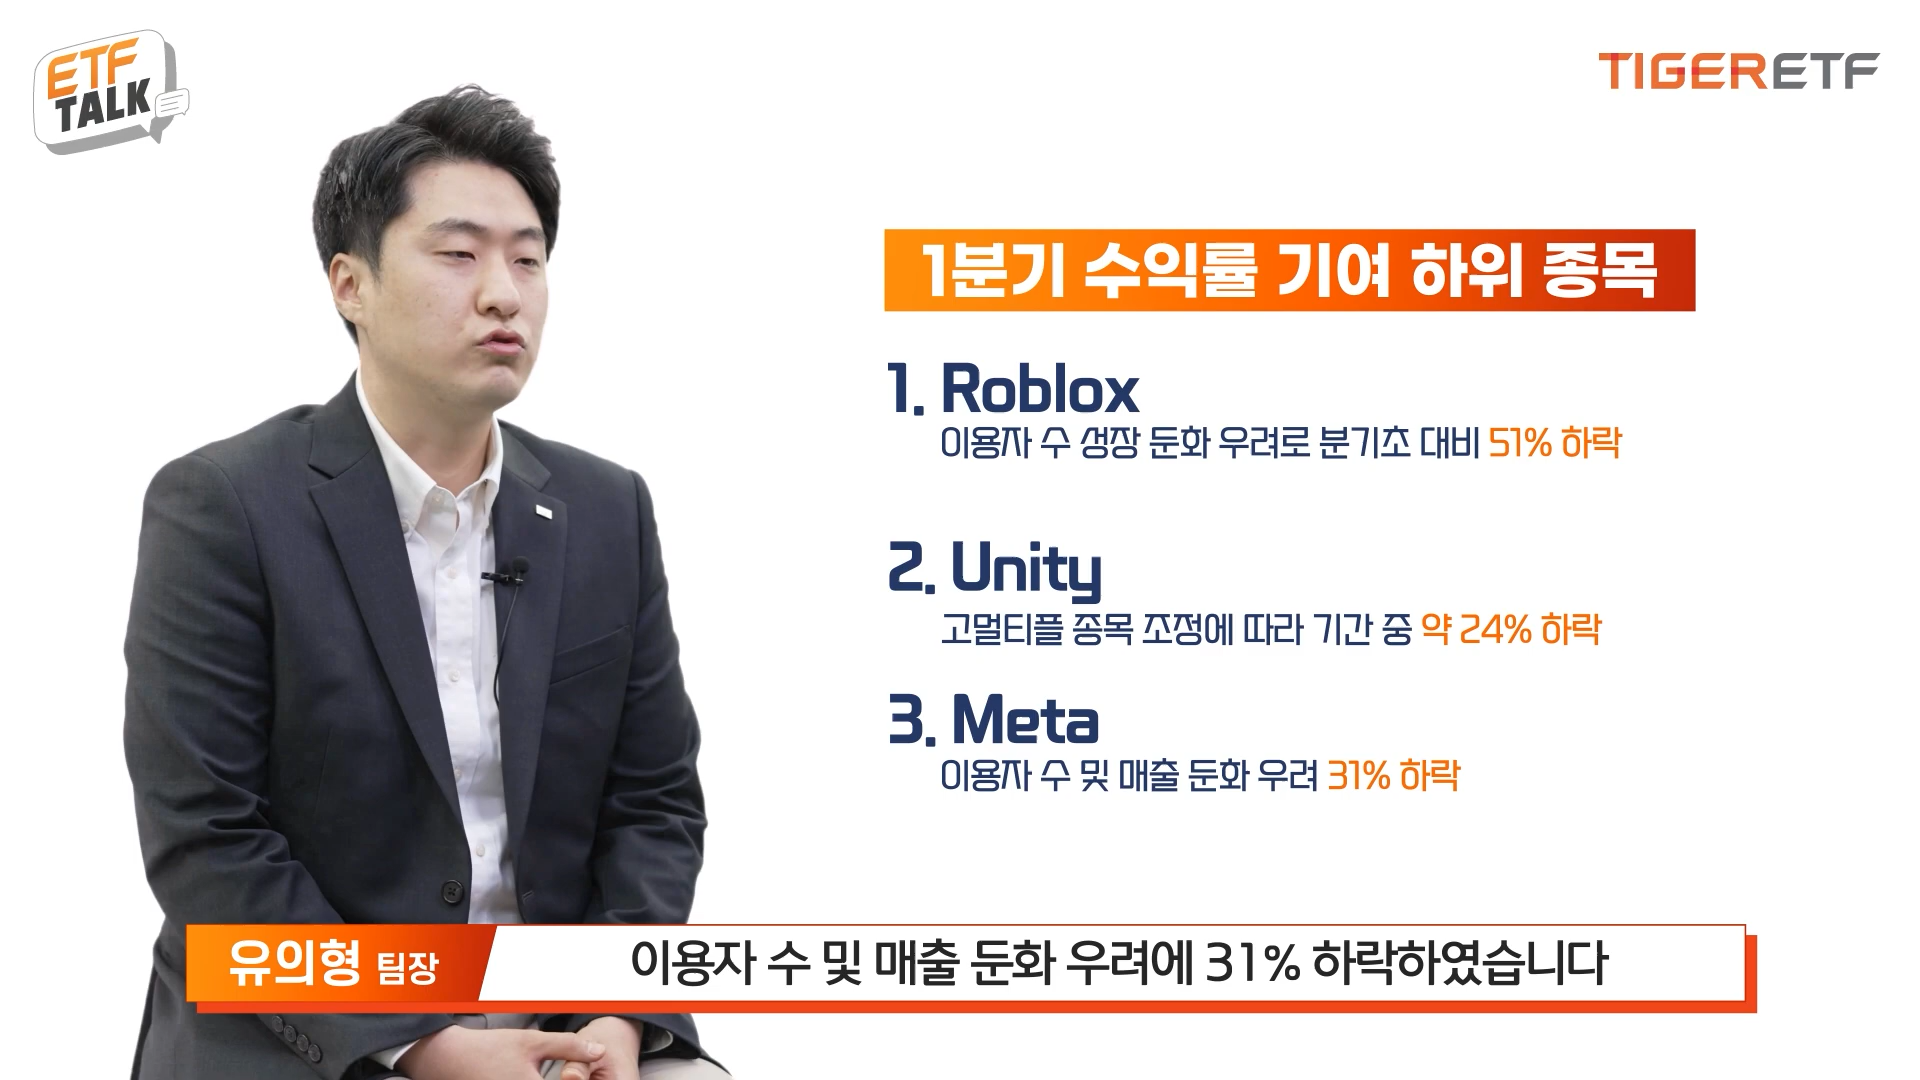 ETF
TALK
TIGERETF
1분기 수익률 기여 하위 종목
1. Roblox
이용자 수 성장 둔화 우려로 분기초 대비 51% 하락
2. Unity
고멀티플 종목 조정에 따라 기간 중 약 24% 하락
3. Meta
이용자 수 및 매출 둔화 우려 31% 하락
유의형 팀장
이용자 수 및 매출 둔화 우려에 31% 하락하였습니다